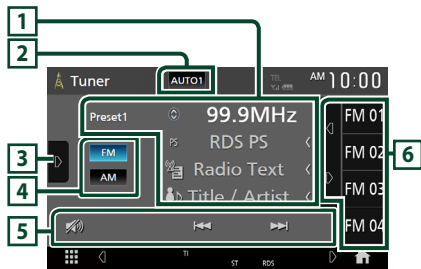 1
2
Tuner
AUTO1
TEL
AM 10:00
Preset1
99.9MHz
FM 01
PS
RDS PS
6
3
FM
Radio Text
FM 02
4
AM
Title / Artist
FM 03
5
FM 04
TI
ST
RDS